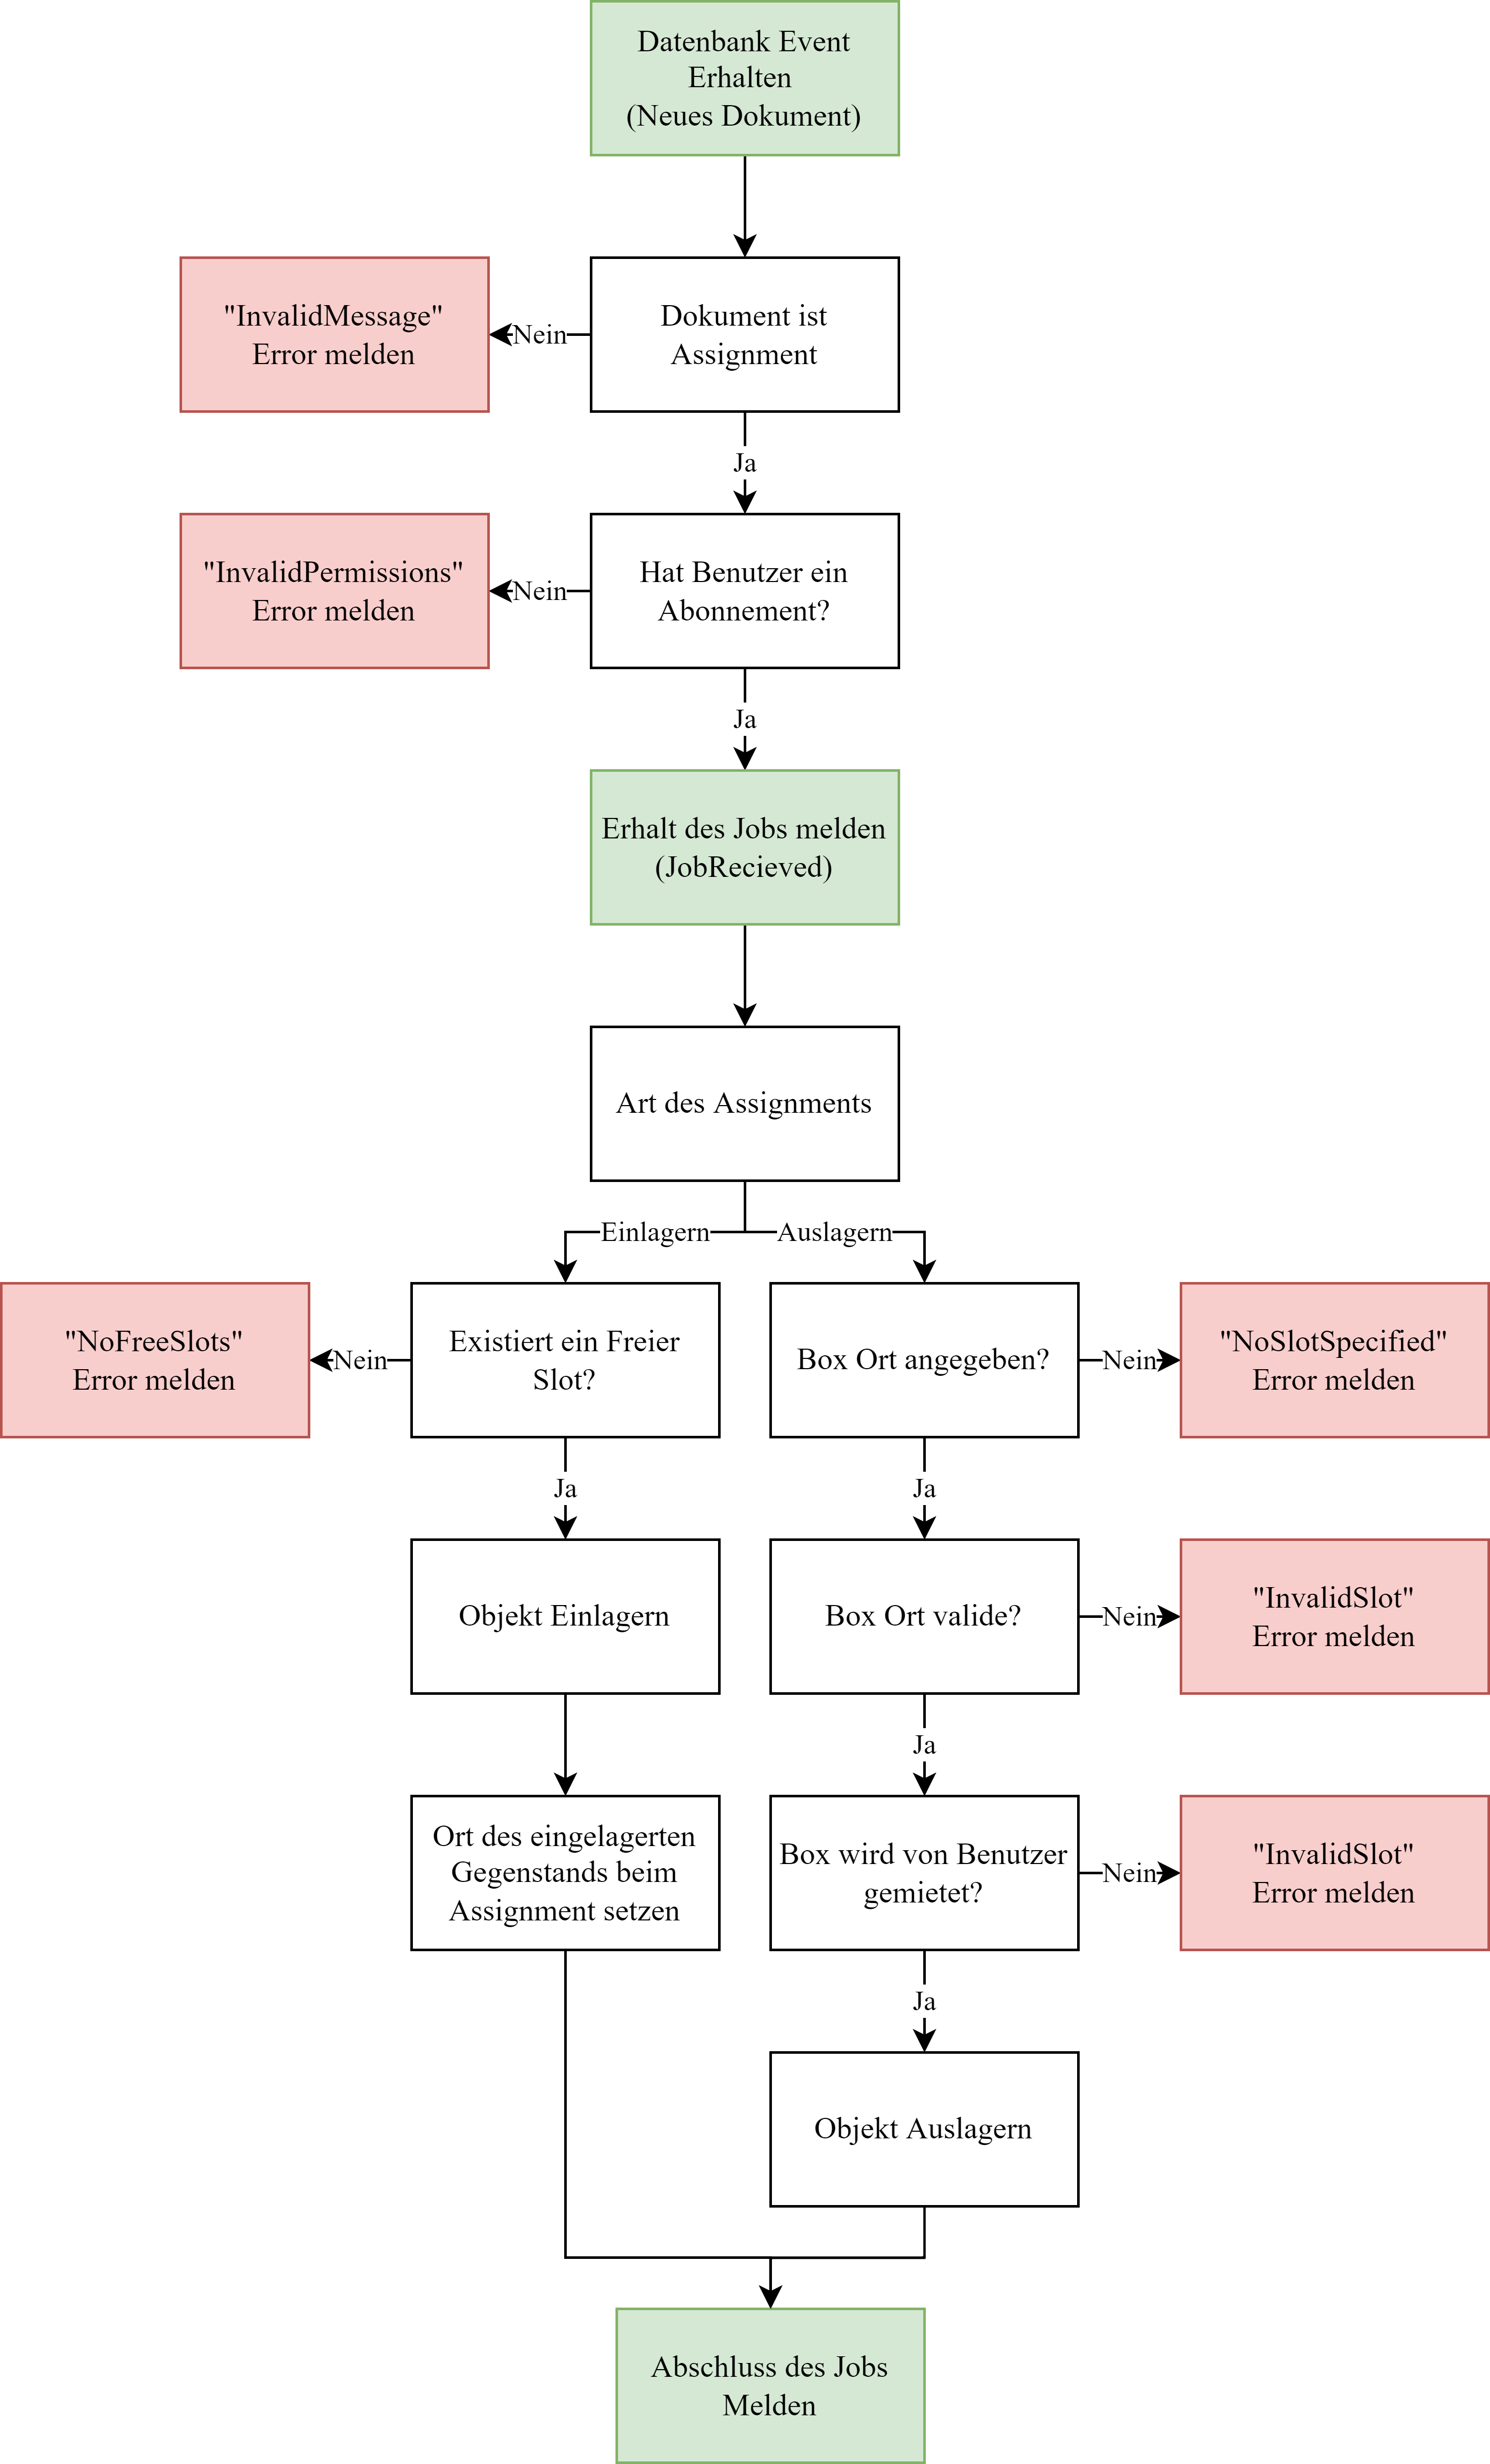 Datenbank Event
Erhalten
(Neues Dokument)
"InvalidMessage"
Error melden
Nein
Dokument ist
Assignment
Ja
"InvalidPermissions"
Error melden
Nein
Hat Benutzer ein
Abonnement?
Ja
Erhalt des Jobs melden
(JobRecieved)
Art des Assignments
Einlagern
Auslagern
"NoFreeSlots"
Error melden
Nein
Existiert ein Freier
Slot?
Box Ort angegeben?
Nein
"NoSlotSpecified"
Error melden
Ja
Ja
Objekt Einlagern
Box Ort valide?
Nein
"InvalidSlot"
Error melden
Ja
Ort des eingelagerten
Gegenstands beim
Assignment setzen
Box wird von Benutzer
gemietet?
Nein
"InvalidSlot"
Error melden
Ja
Objekt Auslagern
Abschluss des Jobs
Melden